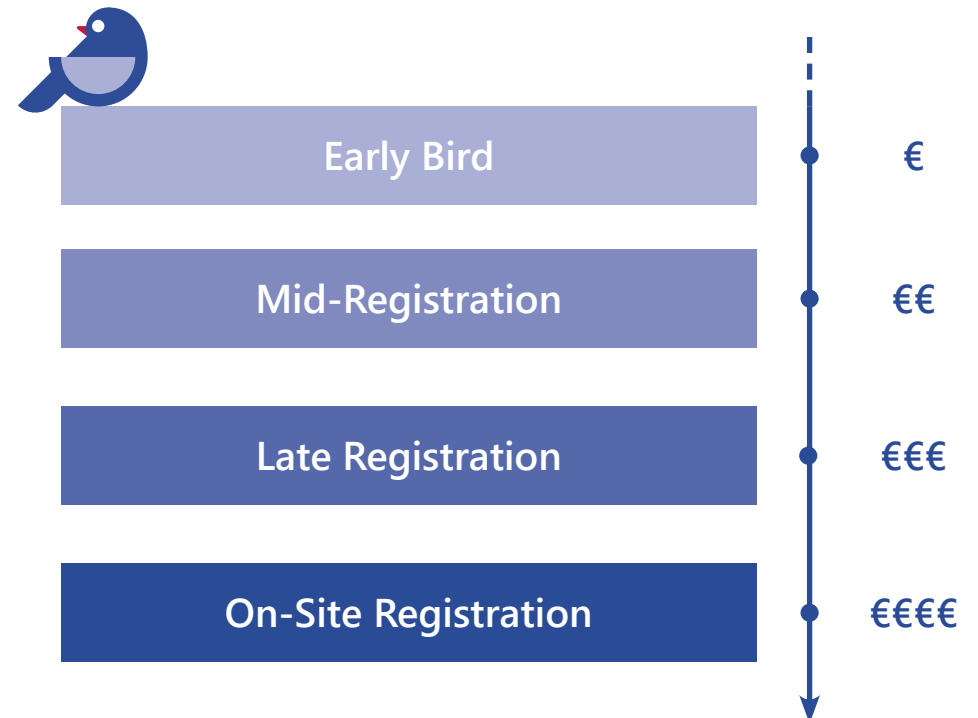 Early Bird €
Mid-Registration €€
Late Registration €€€
On-Site Registration €€€€